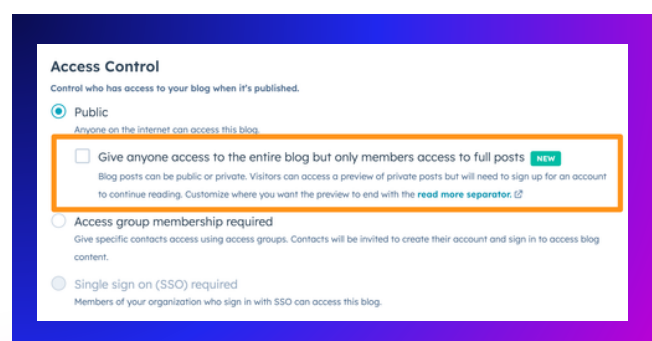 Access Control
Control who has access to your blog when it's published.
Public
Anyone on the internet can access this blog.
Give anyone access to the entire blog but only members access to full posts NEW
Blog posts can be public or private. Visitors can access a preview of private posts but will need to sign up for an account
to continue reading. Customize where you want the preview to end with the read more separator.
Access group membership required
Give specific contacts access using access groups. Contacts will be invited to create their account and sign in to access blog
content.
Single sign on (SSO) required
Members of your organization who sign in with SSO can access this blog.